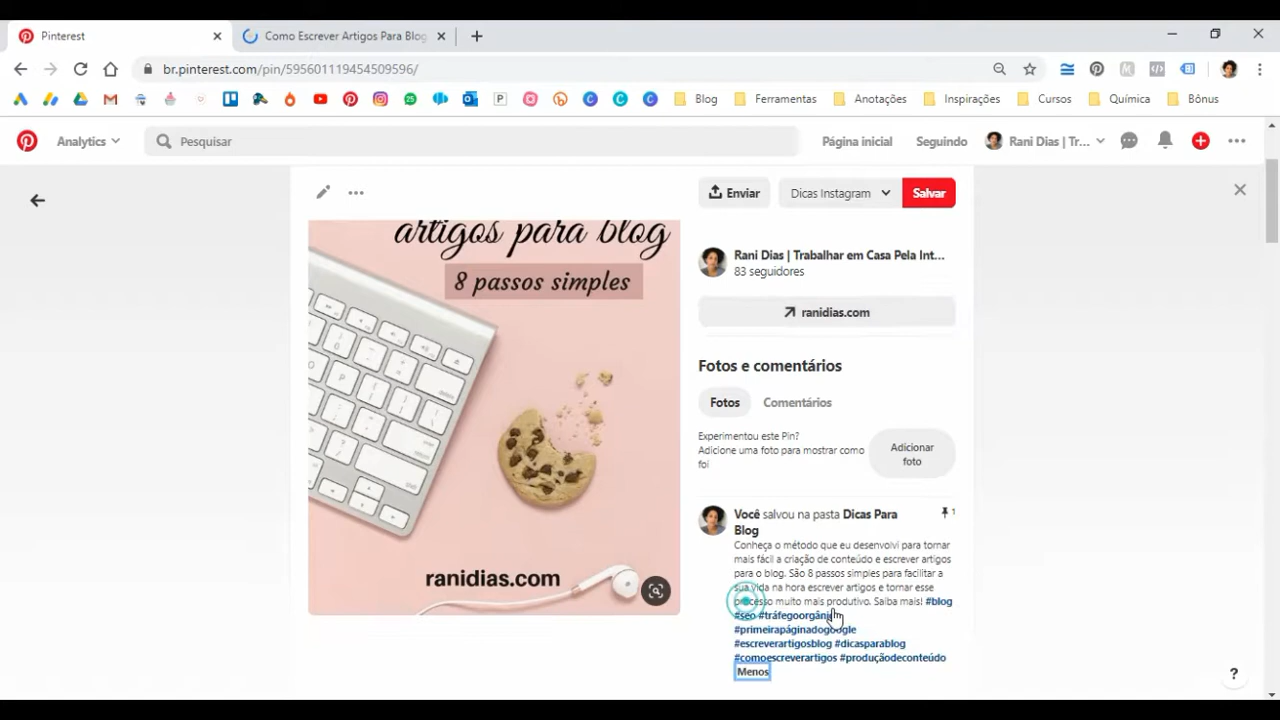 Pinterest
Como Escrever Artigos Para Blog
br.pinterest.com/pin/595601119454509596/
Blog
Ferramentas
Anotações
Inspirações
Cursos
Química
Bônus
Analytics
Pesquisar
Página inicial
Seguindo
Rani Dias | Tr...
Enviar
Dicas Instagram
Salvar
artigos para blog
8 passos simples
ranidias.com
Rani Dias | Trabalhar em Casa Pela Int...
83 seguidores
ranidias.com
Fotos e comentários
Fotos
Comentários
Experimentou este Pin?
Adicione uma foto para mostrar como
foi
Adicionar
foto
Você salvou na pasta Dicas Para
Blog
1
Conheça o método que eu desenvolvi para tornar
mais fácil a criação de conteúdo e escrever artigos
para o blog. São 8 passos simples para facilitar a
sua vida na hora escrever artigos e tornar esse
processo muito mais produtivo. Saiba mais! #blog
#seo #tráfegoorgânico
#primeirapáginadogoogle
#escreverartigosblog #dicasparablog
#comoescreverartigos #produçãodeconteúdo
Menos
?